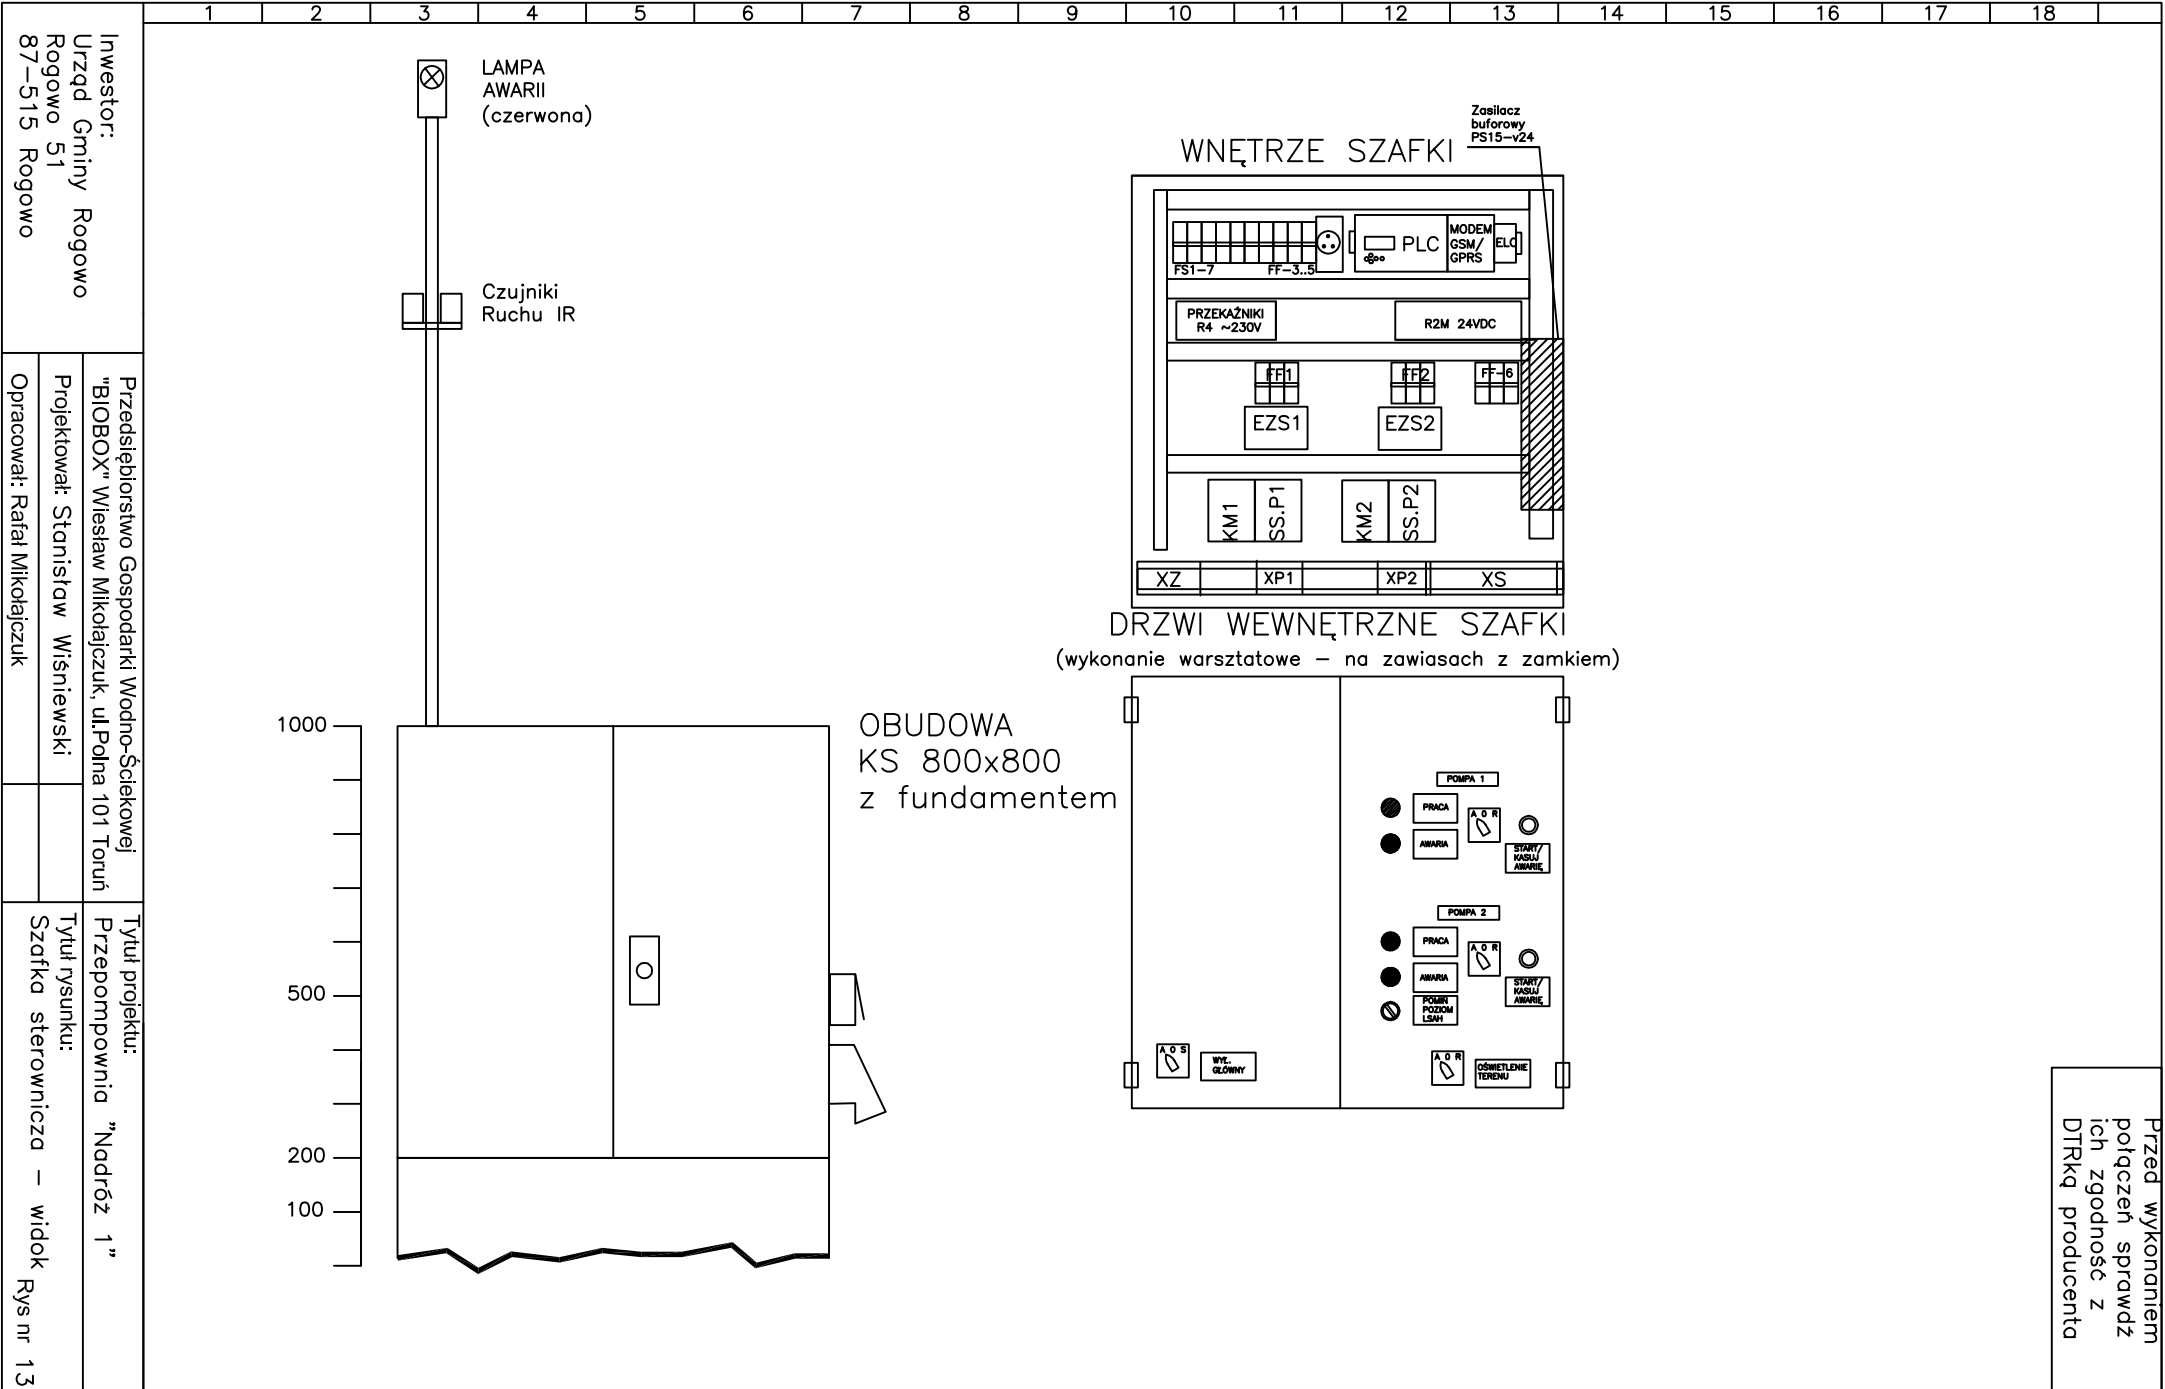 1 2 3 4 5 6 7 8 9 10 11 12 13 14 15 16 17 18
Inwestor:
Urząd Gminy Rogowo
Rogowo 51
87-515 Rogowo
Przedsiębiorstwo Gospodarki Wodno-Ściekowej
"BIOBOX" Wiesław Mikołajczuk, ul.Polna 101 Toruń
Projektował: Stanisław Wiśniewski
Opracował: Rafał Mikołajczuk
Tytuł projektu:
Przepompownia "Nadróż 1"
Tytuł rysunku:
Szafka sterownicza – widok
Rys nr 13
LAMPA
AWARII
(czerwona)
Czujniki
Ruchu IR
1000
500
200
100
OBUDOWA
KS 800x800
z fundamentem
WNĘTRZE SZAFKI
Zasilacz
buforowy
PS15-v24
FS1-7
FF-3..5
PLC
MODEM
GSM/
GPRS
ELC
PRZEKAŹNIKI
R4 ~230V
R2M 24VDC
FF1
FF2
FF-6
EZS1
EZS2
KM1
SS.P1
KM2
SS.P2
XZ
XP1
XP2
XS
DRZWI WEWNĘTRZNE SZAFKI
(wykonanie warsztatowe – na zawiasach z zamkiem)
POMPA 1
PRACA
A O R
AWARIA
START/
KASUJ
AWARIĘ
POMPA 2
PRACA
A O R
AWARIA
START/
KASUJ
AWARIĘ
POMIN
POZIOM
LSAH
A O S
WYŁ.
GŁÓWNY
A O R
OŚWIETLENIE
TERENU
Przed wykonaniem
połączeń sprawdź
ich zgodność z
DTRką producenta